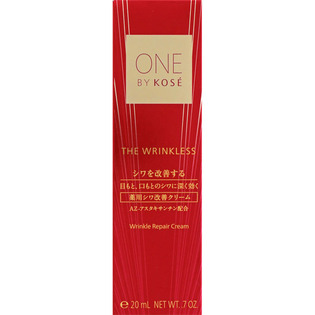 ONE
BY KOSÉ
THE WRINKLESS
シワを改善する
目もと、口もとのシワに深く効く
薬用シワ改善クリーム
AZ-アスタキサンチン配合
Wrinkle Repair Cream
℮ 20 mL NET WT. .7 OZ.